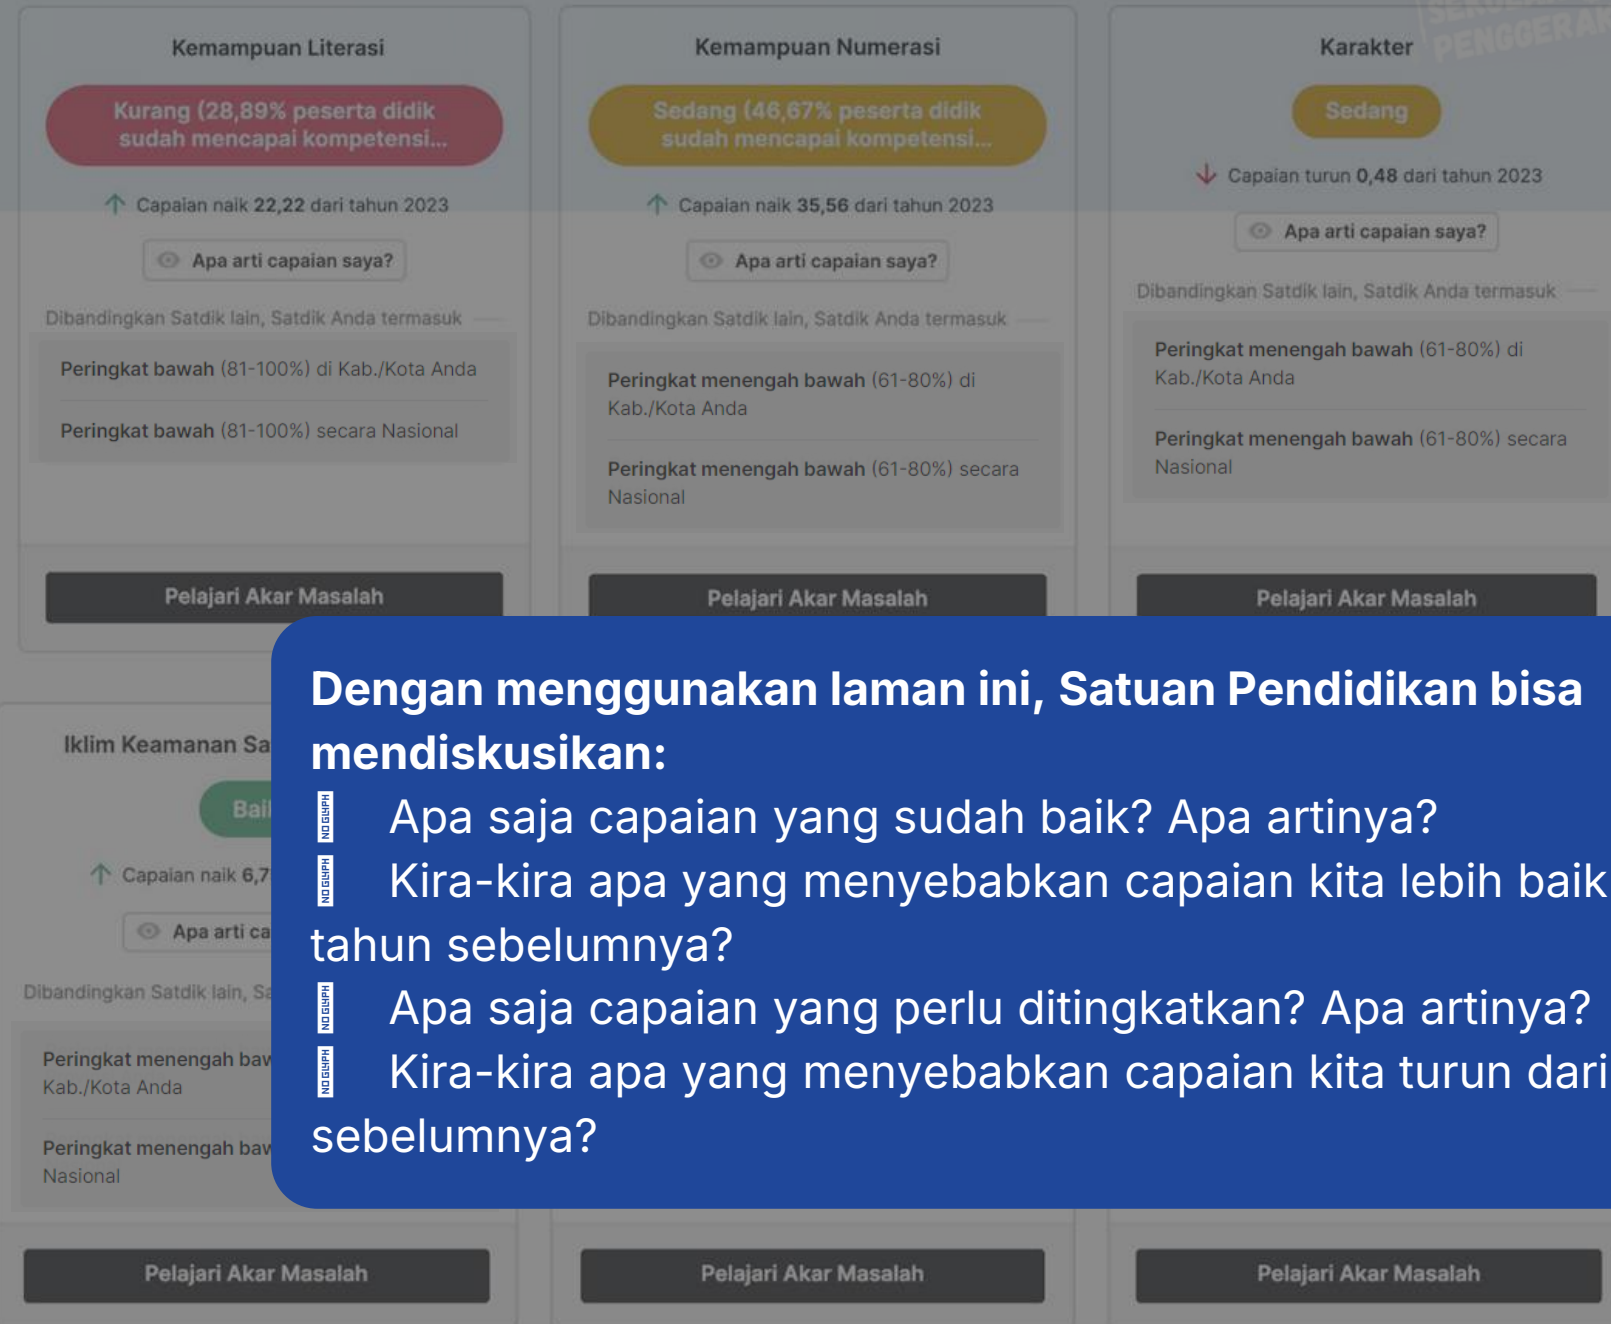 SEKOLAH
PENGGERAK
Kemampuan Literasi
Kurang (28,89% peserta didik
sudah mencapai kompetensi...
Capaian naik 22,22 dari tahun 2023
Apa arti capaian saya?
Dibandingkan Satdik lain, Satdik Anda termasuk
Peringkat bawah (81-100%) di Kab./Kota Anda
Peringkat bawah (81-100%) secara Nasional
Pelajari Akar Masalah
Kemampuan Numerasi
Sedang (46,67% peserta didik
sudah mencapai kompetensi...
Capaian naik 35,56 dari tahun 2023
Apa arti capaian saya?
Dibandingkan Satdik lain, Satdik Anda termasuk
Peringkat menengah bawah (61-80%) di
Kab./Kota Anda
Peringkat menengah bawah (61-80%) secara
Nasional
Pelajari Akar Masalah
Karakter
Sedang
Capaian turun 0,48 dari tahun 2023
Apa arti capaian saya?
Dibandingkan Satdik lain, Satdik Anda termasuk
Peringkat menengah bawah (61-80%) di
Kab./Kota Anda
Peringkat menengah bawah (61-80%) secara
Nasional
Pelajari Akar Masalah
Iklim Keamanan
Capaian naik 6,7
Apa arti
Dibandingkan Satdik lain,
Peringkat menengah
Kab./Kota Anda
Peringkat menengah
Nasional
Pelajari Akar Masalah
Pelajari Akar Masalah
Pelajari Akar Masalah
Dengan menggunakan laman ini, Satuan Pendidikan bisa
mendiskusikan:
Apa saja capaian yang sudah baik? Apa artinya?
Kira-kira apa yang menyebabkan capaian kita lebih baik
tahun sebelumnya?
Apa saja capaian yang perlu ditingkatkan? Apa artinya?
Kira-kira apa yang menyebabkan capaian kita turun dari
sebelumnya?